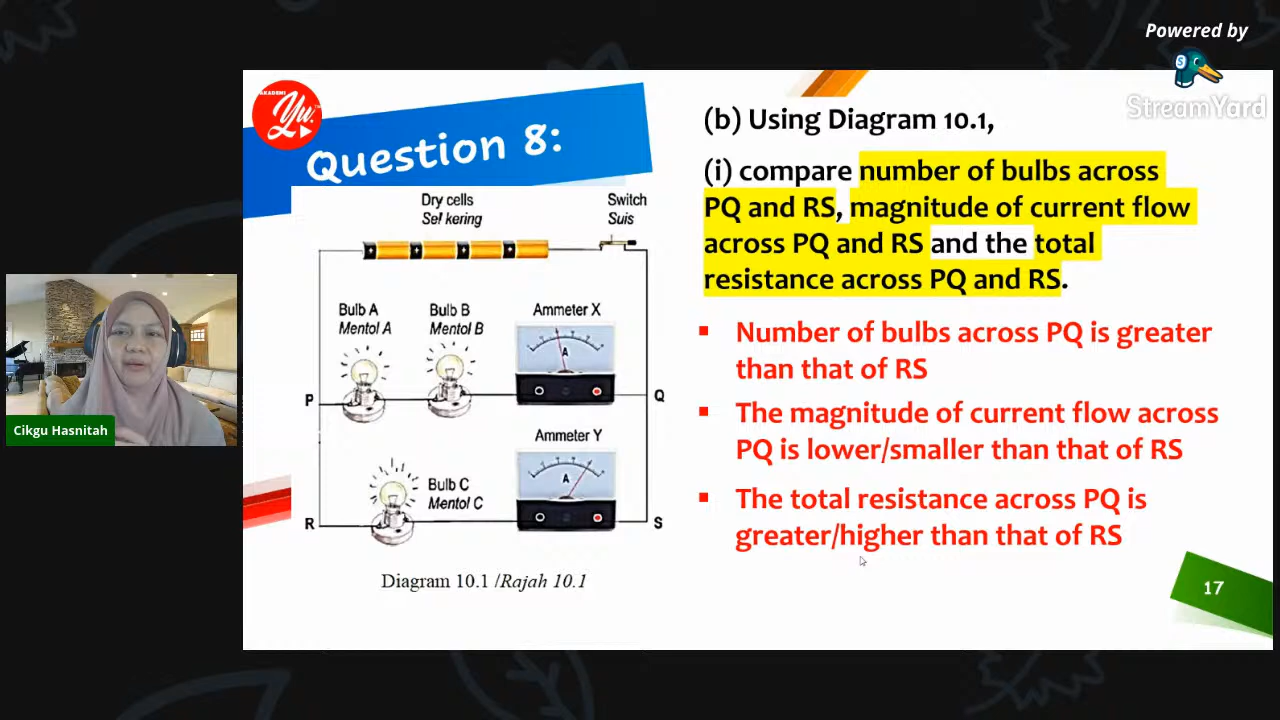 Powered by
StreamYard
AKADEMI
Yu.
Question 8:
Dry cells
Sel kering
Switch
Suis
Bulb A
Mentol A
Bulb B
Mentol B
Ammeter X
A
P
Q
Ammeter Y
A
Bulb C
Mentol C
R
S
Diagram 10.1 /Rajah 10.1
(b) Using Diagram 10.1,
(i) compare number of bulbs across
PQ and RS, magnitude of current flow
across PQ and RS and the total
resistance across PQ and RS.
▪ Number of bulbs across PQ is greater
than that of RS
▪ The magnitude of current flow across
PQ is lower/smaller than that of RS
▪ The total resistance across PQ is
greater/higher than that of RS
17
Cikgu Hasnitah